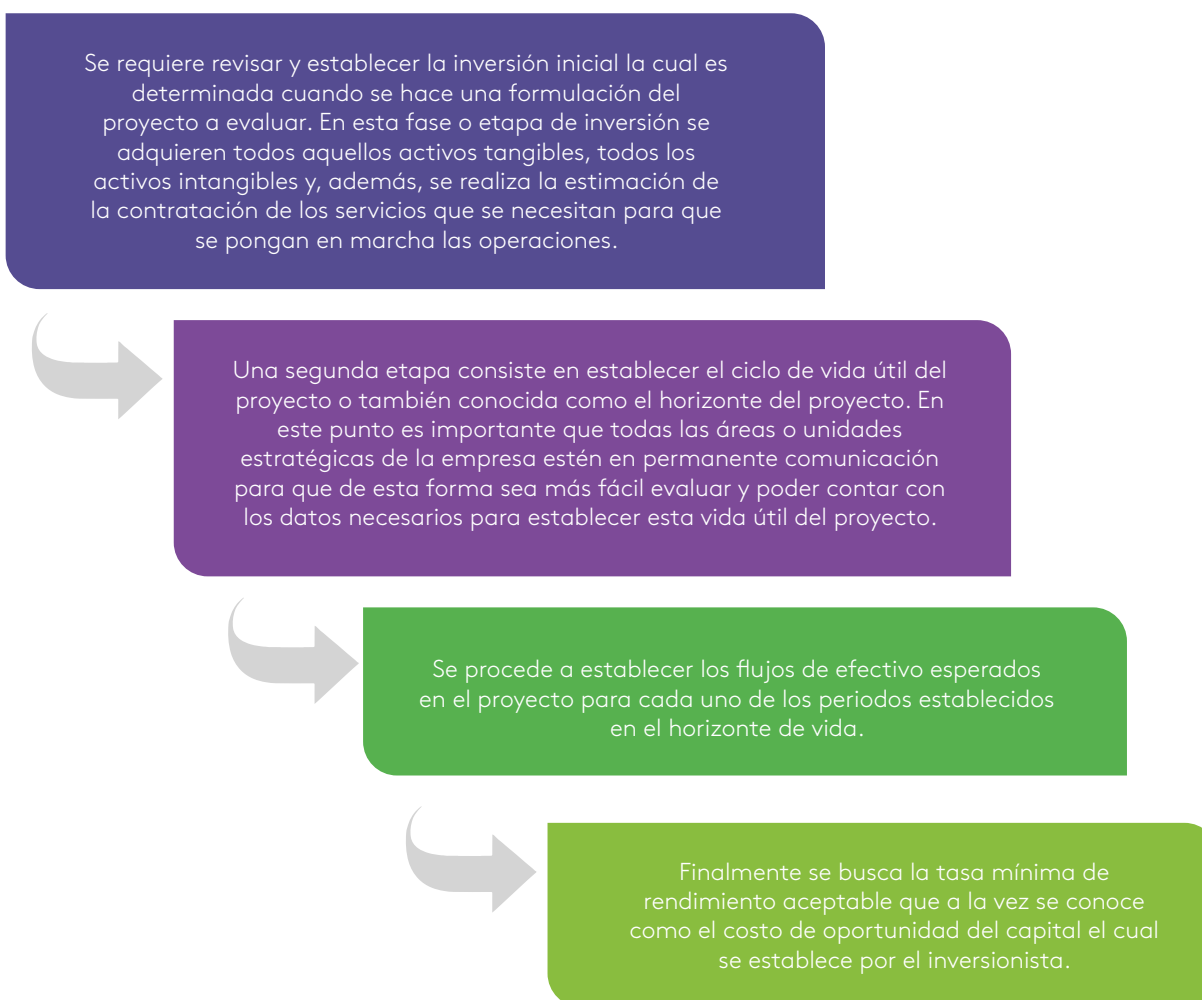 Se requiere revisar y establecer la inversión inicial la cual es
determinada cuando se hace una formulación del
proyecto a evaluar. En esta fase o etapa de inversión se
adquieren todos aquellos activos tangibles, todos los
activos intangibles y, además, se realiza la estimación de
la contratación de los servicios que se necesitan para que
se pongan en marcha las operaciones.
Una segunda etapa consiste en establecer el ciclo de vida útil del
proyecto o también conocida como el horizonte del proyecto. En
este punto es importante que todas las áreas o unidades
estratégicas de la empresa estén en permanente comunicación
para que de esta forma sea más fácil evaluar y poder contar con
los datos necesarios para establecer esta vida útil del proyecto.
Se procede a establecer los flujos de efectivo esperados
en el proyecto para cada uno de los periodos establecidos
en el horizonte de vida.
Finalmente se busca la tasa mínima de
rendimiento aceptable que a la vez se conoce
como el costo de oportunidad del capital el cual
se establece por el inversionista.